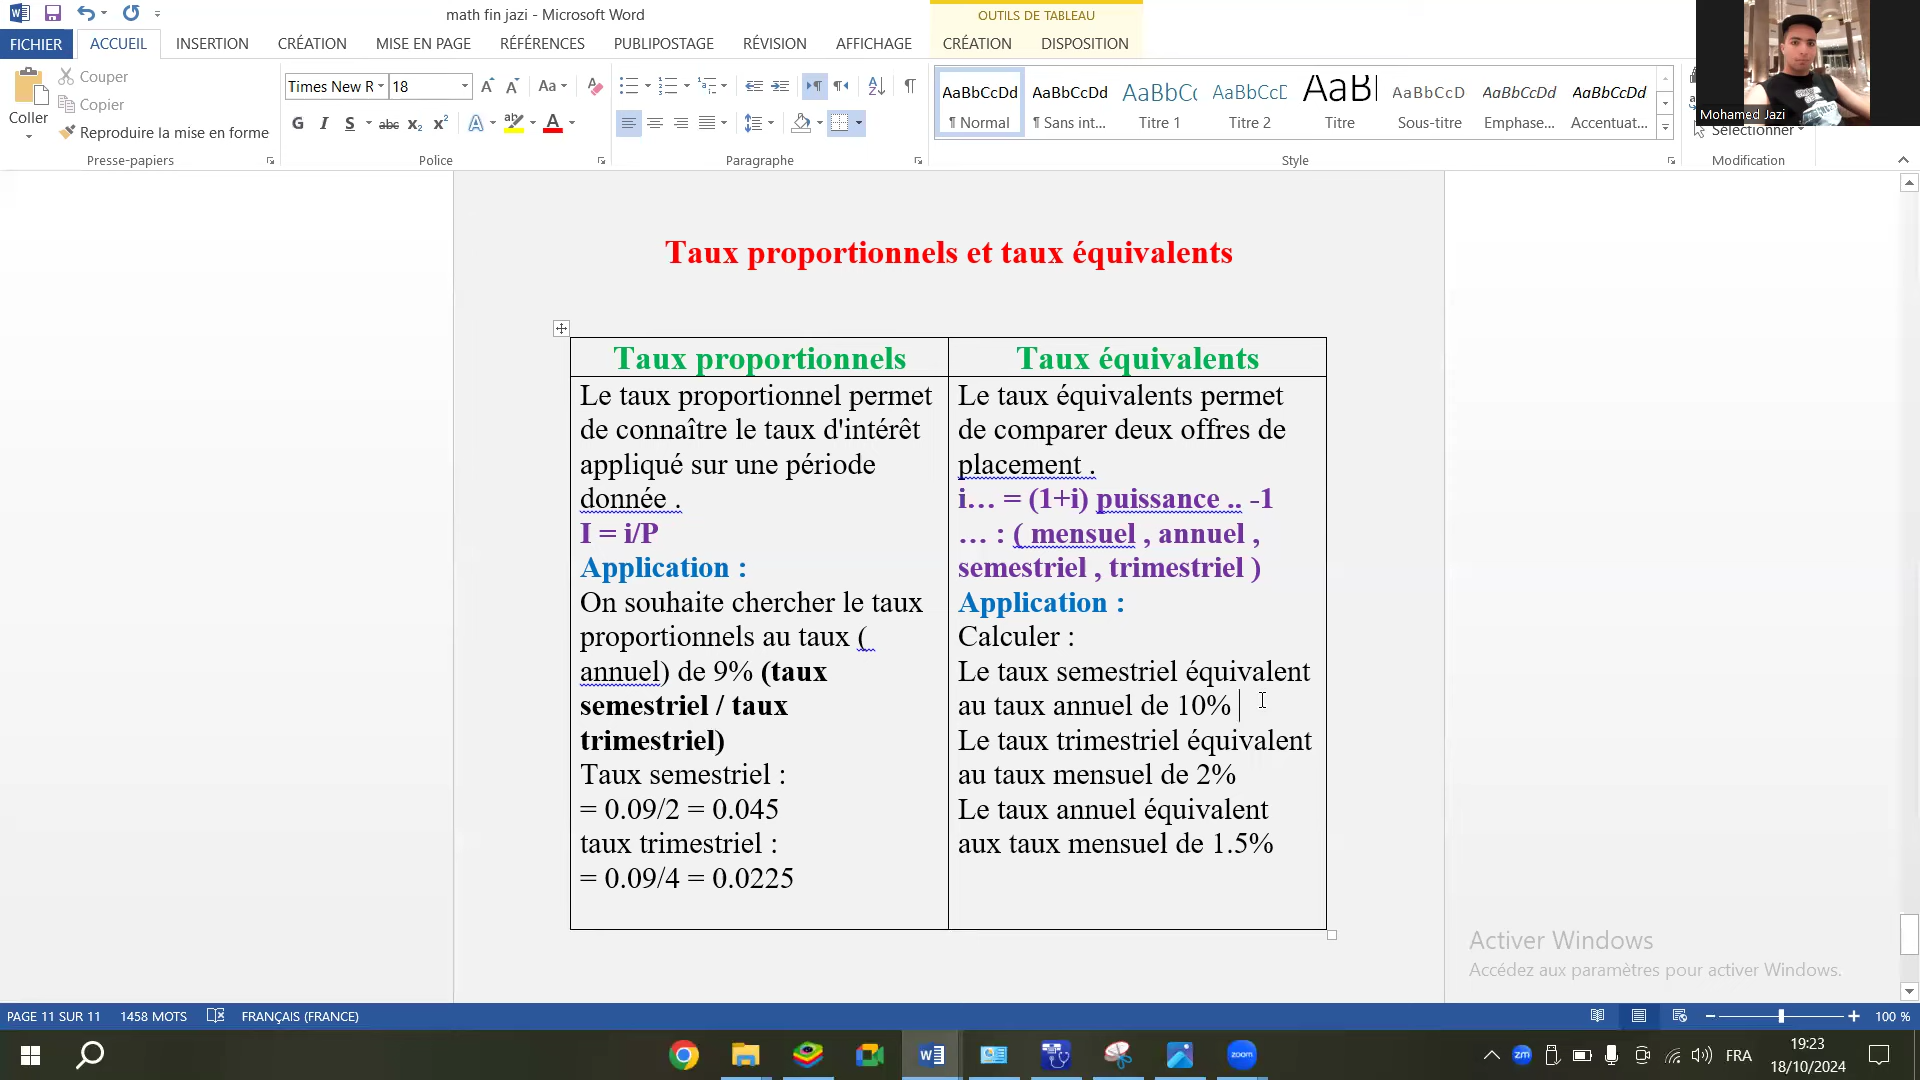 math fin jazi - Microsoft Word
OUTILS DE TABLEAU
FICHIER ACCUEIL INSERTION CRÉATION MISE EN PAGE RÉFÉRENCES PUBLIPOSTAGE RÉVISION AFFICHAGE CRÉATION DISPOSITION
Coller
Couper
Copier
Reproduire la mise en forme
Presse-papiers
Times New R 18
Police
Paragraphe
AaBbCcDd AaBbCcDd AaBbC( AaBbCcE AaBl AaBbCcD AaBbCcDd AaBbCcDd
¶ Normal ¶ Sans int... Titre 1 Titre 2 Titre Sous-titre Emphase... Accentuat...
Style
Sélectionner
Modification
Mohamed Jazi
Taux proportionnels et taux équivalents
Taux proportionnels
Le taux proportionnel permet
de connaître le taux d'intérêt
appliqué sur une période
donnée .
I = i/P
Application :
On souhaite chercher le taux
proportionnels au taux (
annuel) de 9% (taux
semestriel / taux
trimestriel)
Taux semestriel :
= 0.09/2 = 0.045
taux trimestriel :
= 0.09/4 = 0.0225
Taux équivalents
Le taux équivalents permet
de comparer deux offres de
placement .
i… = (1+i) puissance .. -1
… : ( mensuel , annuel ,
semestriel , trimestriel )
Application :
Calculer :
Le taux semestriel équivalent
au taux annuel de 10%
Le taux trimestriel équivalent
au taux mensuel de 2%
Le taux annuel équivalent
aux taux mensuel de 1.5%
Activer Windows
Accédez aux paramètres pour activer Windows.
PAGE 11 SUR 11 1458 MOTS FRANÇAIS (FRANCE) 100 %
zoom
zm
FRA
19:23
18/10/2024